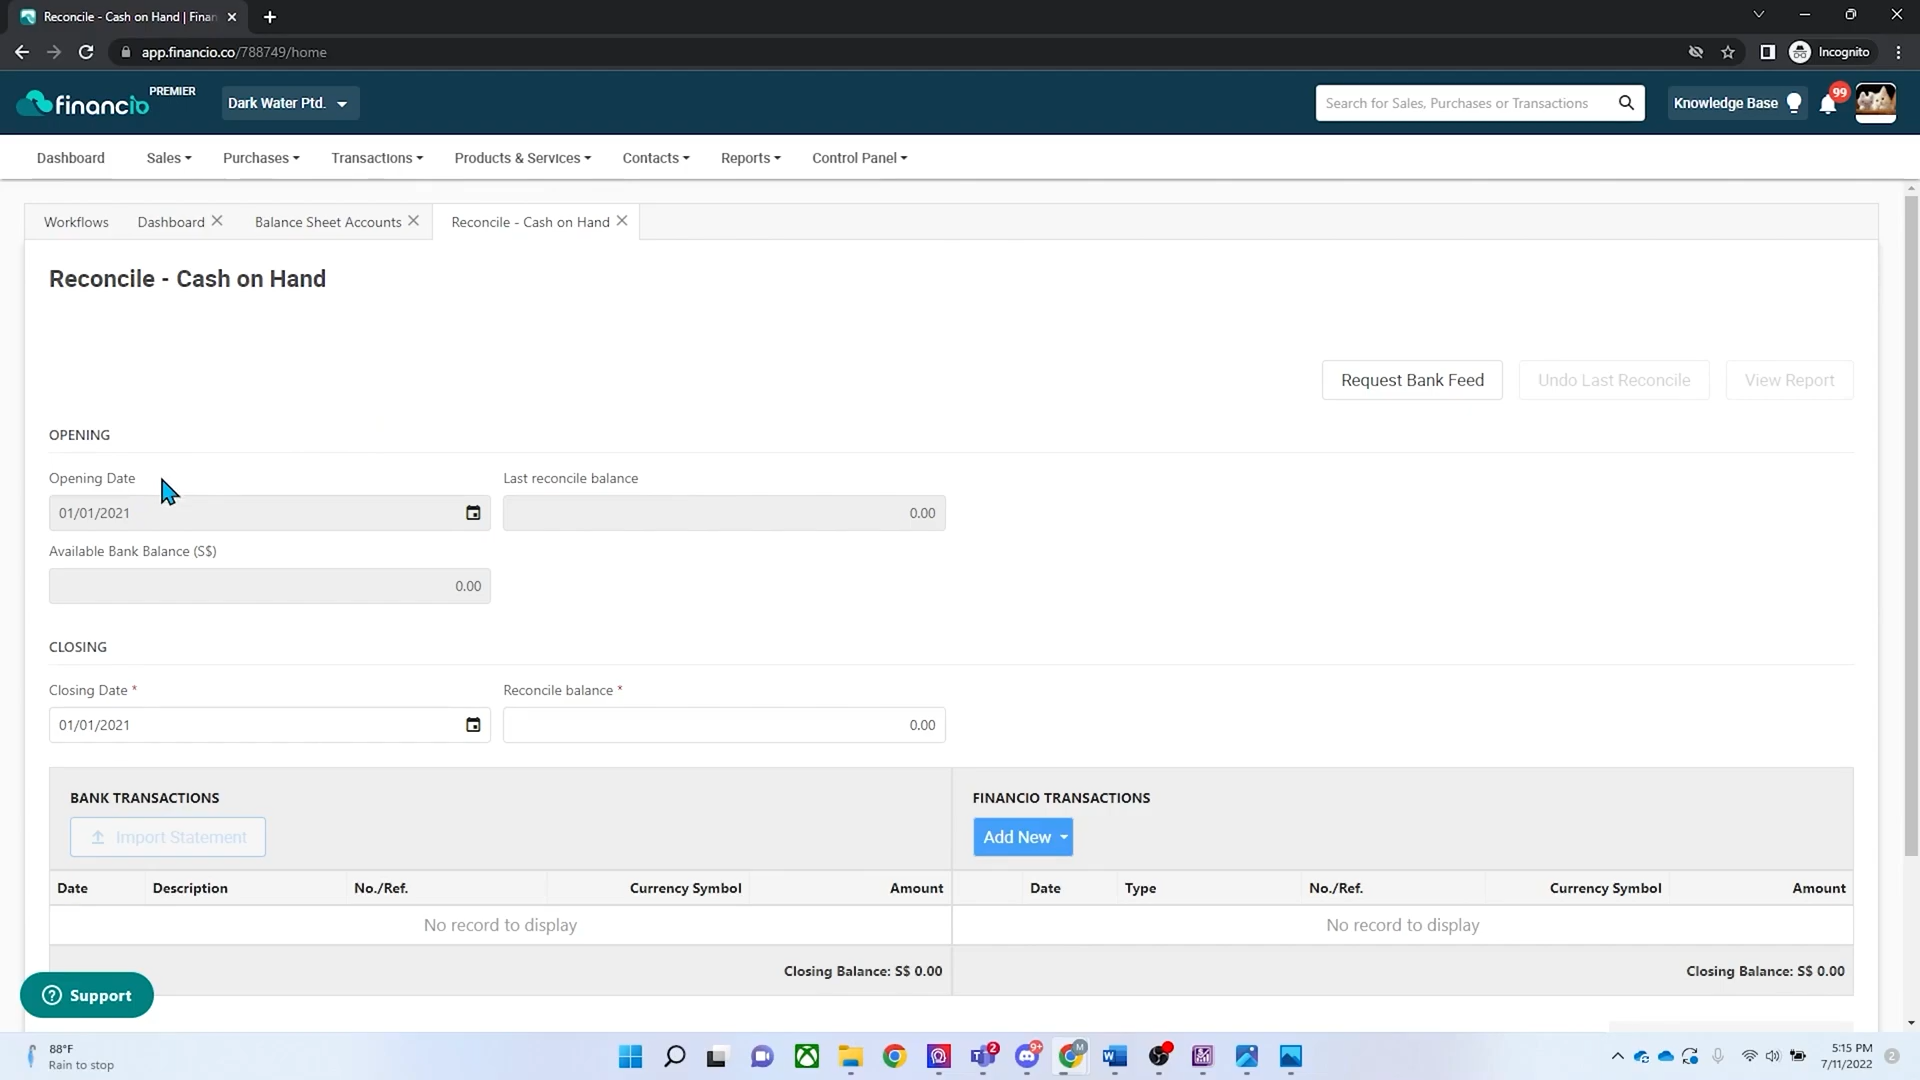 Reconcile - Cash on Hand | Finan
app.financio.co/788749/home
Incognito
financio PREMIER
Dark Water Ptd.
Search for Sales, Purchases or Transactions
Knowledge Base
99
Dashboard Sales Purchases Transactions Products & Services Contacts Reports Control Panel
Workflows Dashboard Balance Sheet Accounts Reconcile - Cash on Hand
Reconcile - Cash on Hand
Request Bank Feed Undo Last Reconcile View Report
OPENING
Opening Date Last reconcile balance
01/01/2021 0.00
Available Bank Balance (S$)
0.00
CLOSING
Closing Date * Reconcile balance *
01/01/2021 0.00
BANK TRANSACTIONS FINANCIO TRANSACTIONS
Import Statement Add New
Date Description No./Ref. Currency Symbol Amount Date Type No./Ref. Currency Symbol Amount
No record to display No record to display
Closing Balance: S$ 0.00 Closing Balance: S$ 0.00
Support
88°F
Rain to stop
2
9+
M
5:15 PM
7/11/2022
2